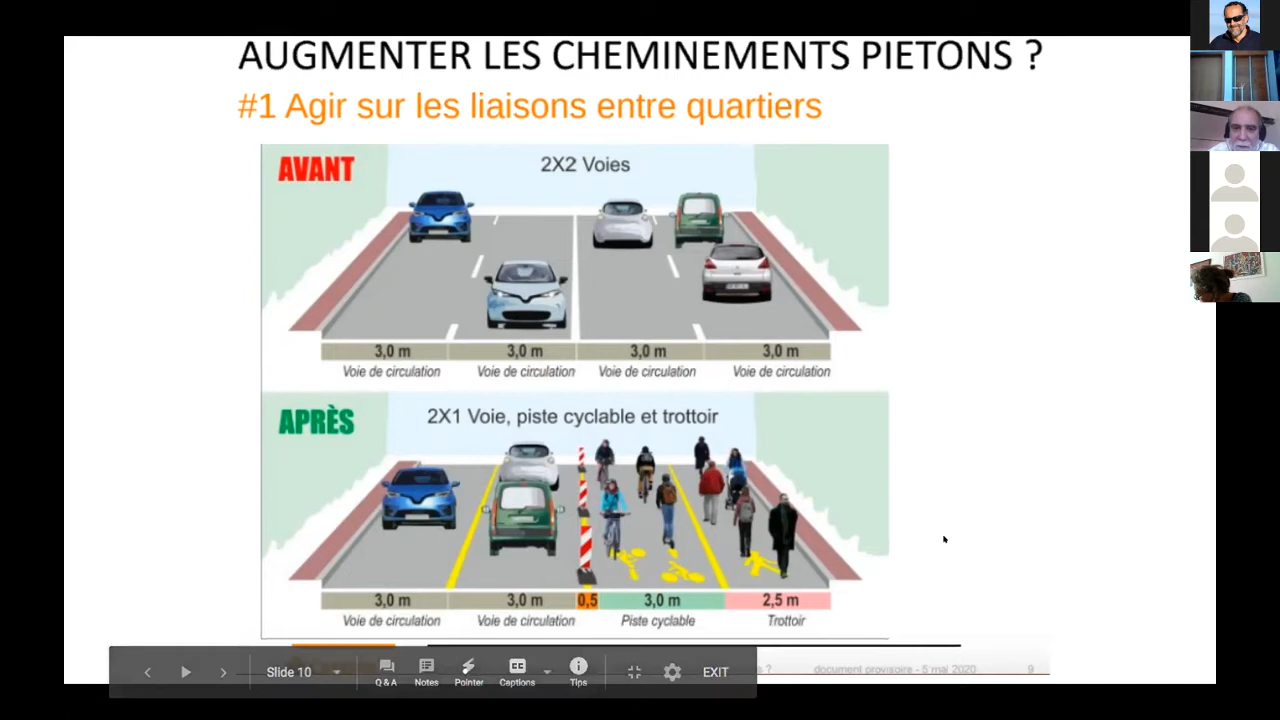 AUGMENTER LES CHEMINEMENTS PIETONS ?
#1 Agir sur les liaisons entre quartiers
AVANT
2X2 Voies
3,0 m 3,0 m 3,0 m 3,0 m
Voie de circulation Voie de circulation Voie de circulation Voie de circulation
APRÈS
2X1 Voie, piste cyclable et trottoir
3,0 m 3,0 m 0,5 3,0 m 2,5 m
Voie de circulation Voie de circulation Piste cyclable Trottoir
? document provisoire - 5 mai 2020 9
Slide 10 Q & A Notes Pointer Captions Tips EXIT
CC